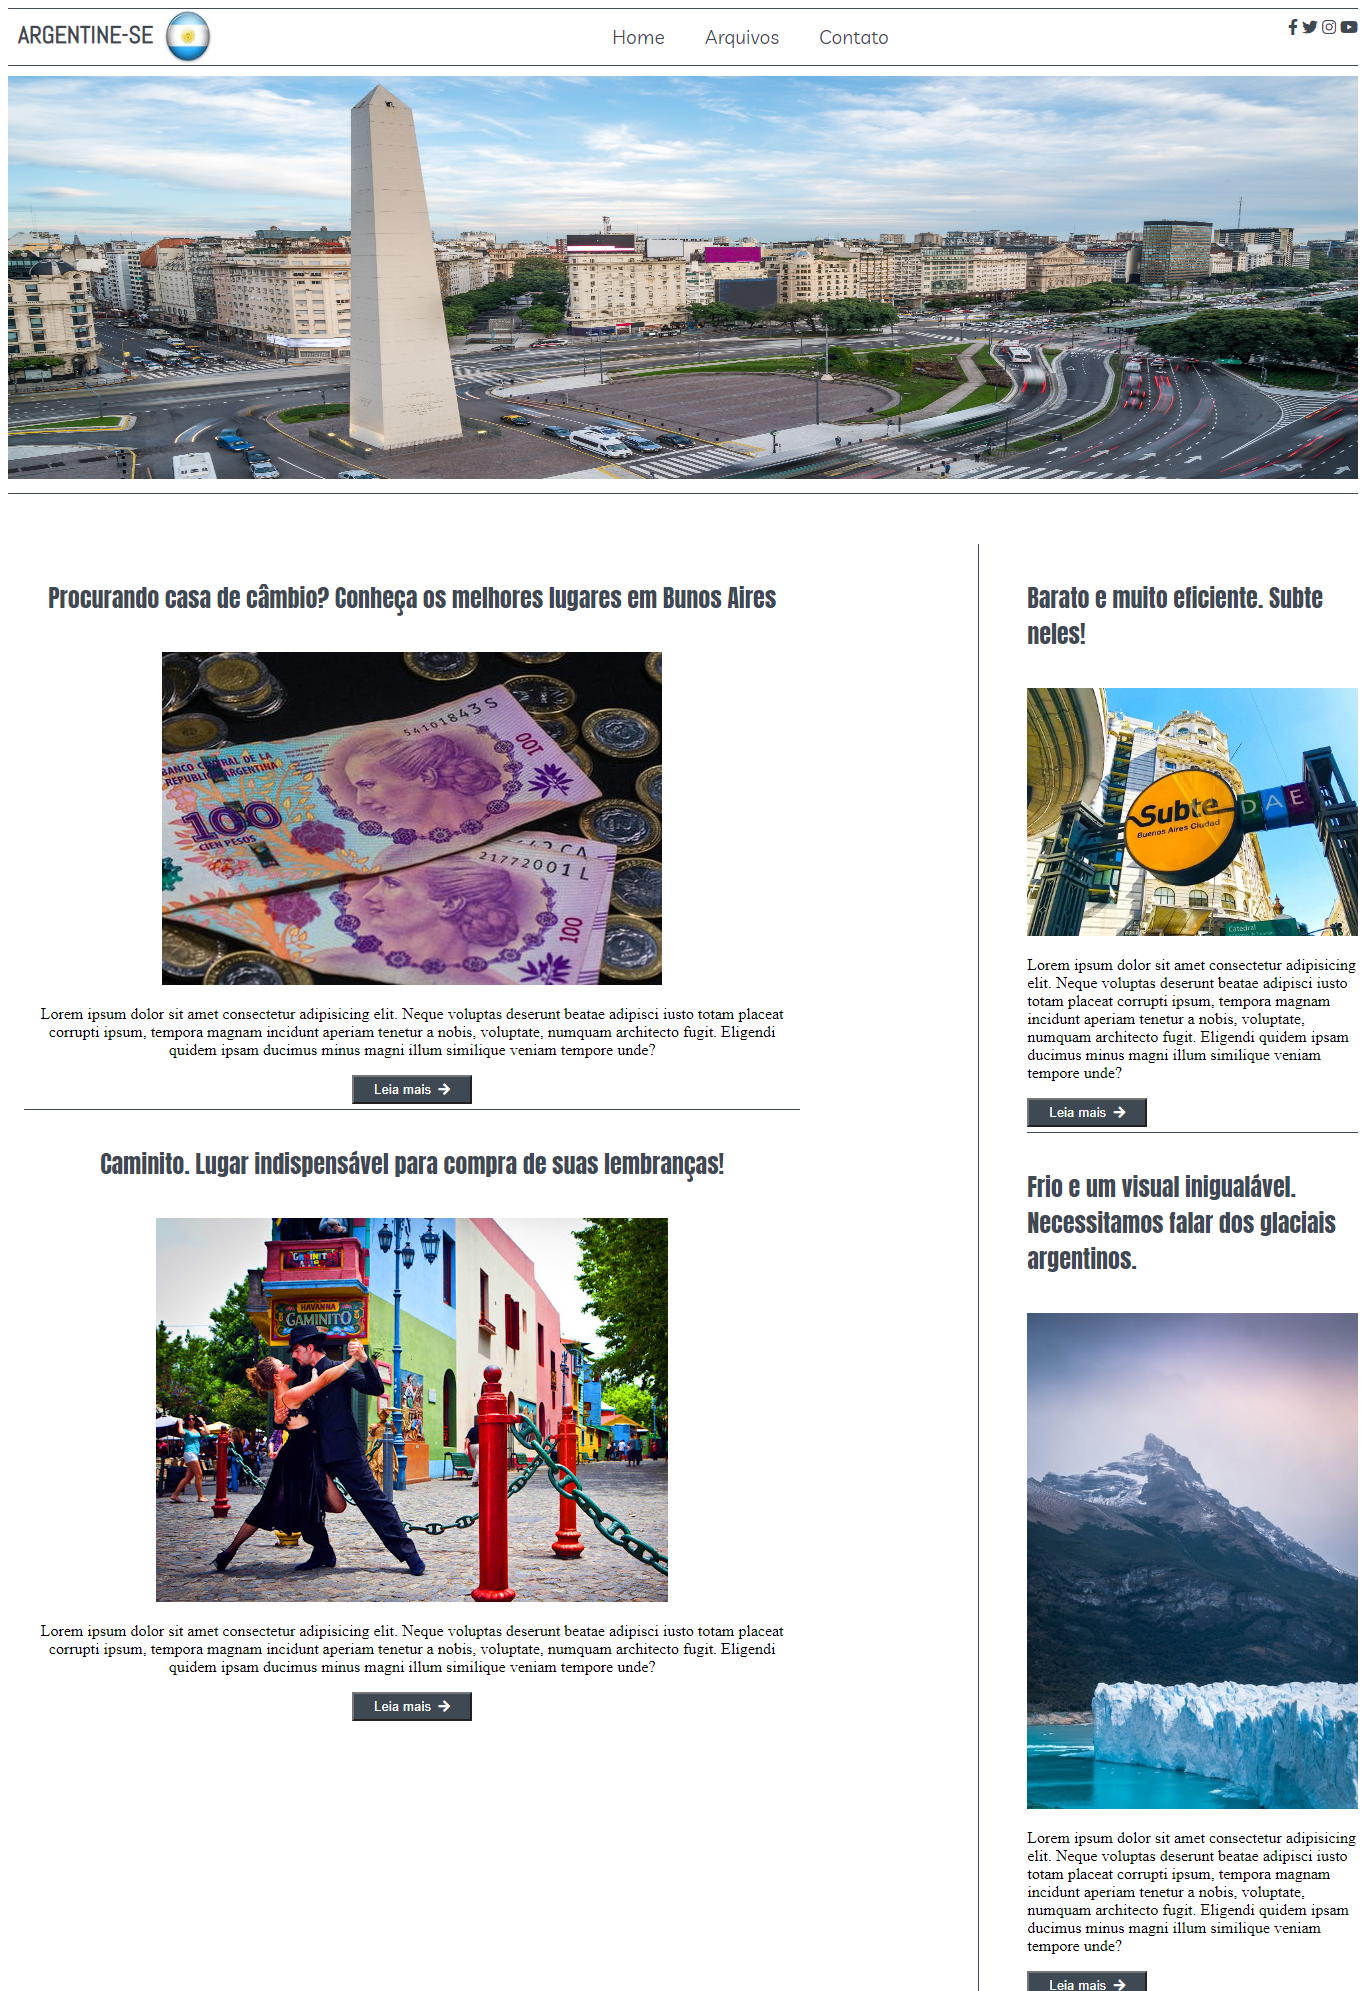 ARGENTINE-SE
Home Arquivos Contato
Procurando casa de câmbio? Conheça os melhores lugares em Bunos Aires
54101843 S
100
BANCO CENTRAL DE LA
REPUBLICA ARGENTINA
100
CIEN PESOS
21772001 L
100
Lorem ipsum dolor sit amet consectetur adipisicing elit. Neque voluptas deserunt beatae adipisci iusto totam placeat
corrupti ipsum, tempora magnam incidunt aperiam tenetur a nobis, voluptate, numquam architecto fugit. Eligendi
quidem ipsam ducimus minus magni illum similique veniam tempore unde?
Leia mais
Caminito. Lugar indispensável para compra de suas lembranças!
HAVANNA
CAMINITO
Lorem ipsum dolor sit amet consectetur adipisicing elit. Neque voluptas deserunt beatae adipisci iusto totam placeat
corrupti ipsum, tempora magnam incidunt aperiam tenetur a nobis, voluptate, numquam architecto fugit. Eligendi
quidem ipsam ducimus minus magni illum similique veniam tempore unde?
Leia mais
Barato e muito eficiente. Subte
neles!
Subte DAE
Buenos Aires Ciudad
Catedral
Lorem ipsum dolor sit amet consectetur adipisicing
elit. Neque voluptas deserunt beatae adipisci iusto
totam placeat corrupti ipsum, tempora magnam
incidunt aperiam tenetur a nobis, voluptate,
numquam architecto fugit. Eligendi quidem ipsam
ducimus minus magni illum similique veniam
tempore unde?
Leia mais
Frio e um visual inigualável.
Necessitamos falar dos glaciais
argentinos.
Lorem ipsum dolor sit amet consectetur adipisicing
elit. Neque voluptas deserunt beatae adipisci iusto
totam placeat corrupti ipsum, tempora magnam
incidunt aperiam tenetur a nobis, voluptate,
numquam architecto fugit. Eligendi quidem ipsam
ducimus minus magni illum similique veniam
tempore unde?
Leia mais